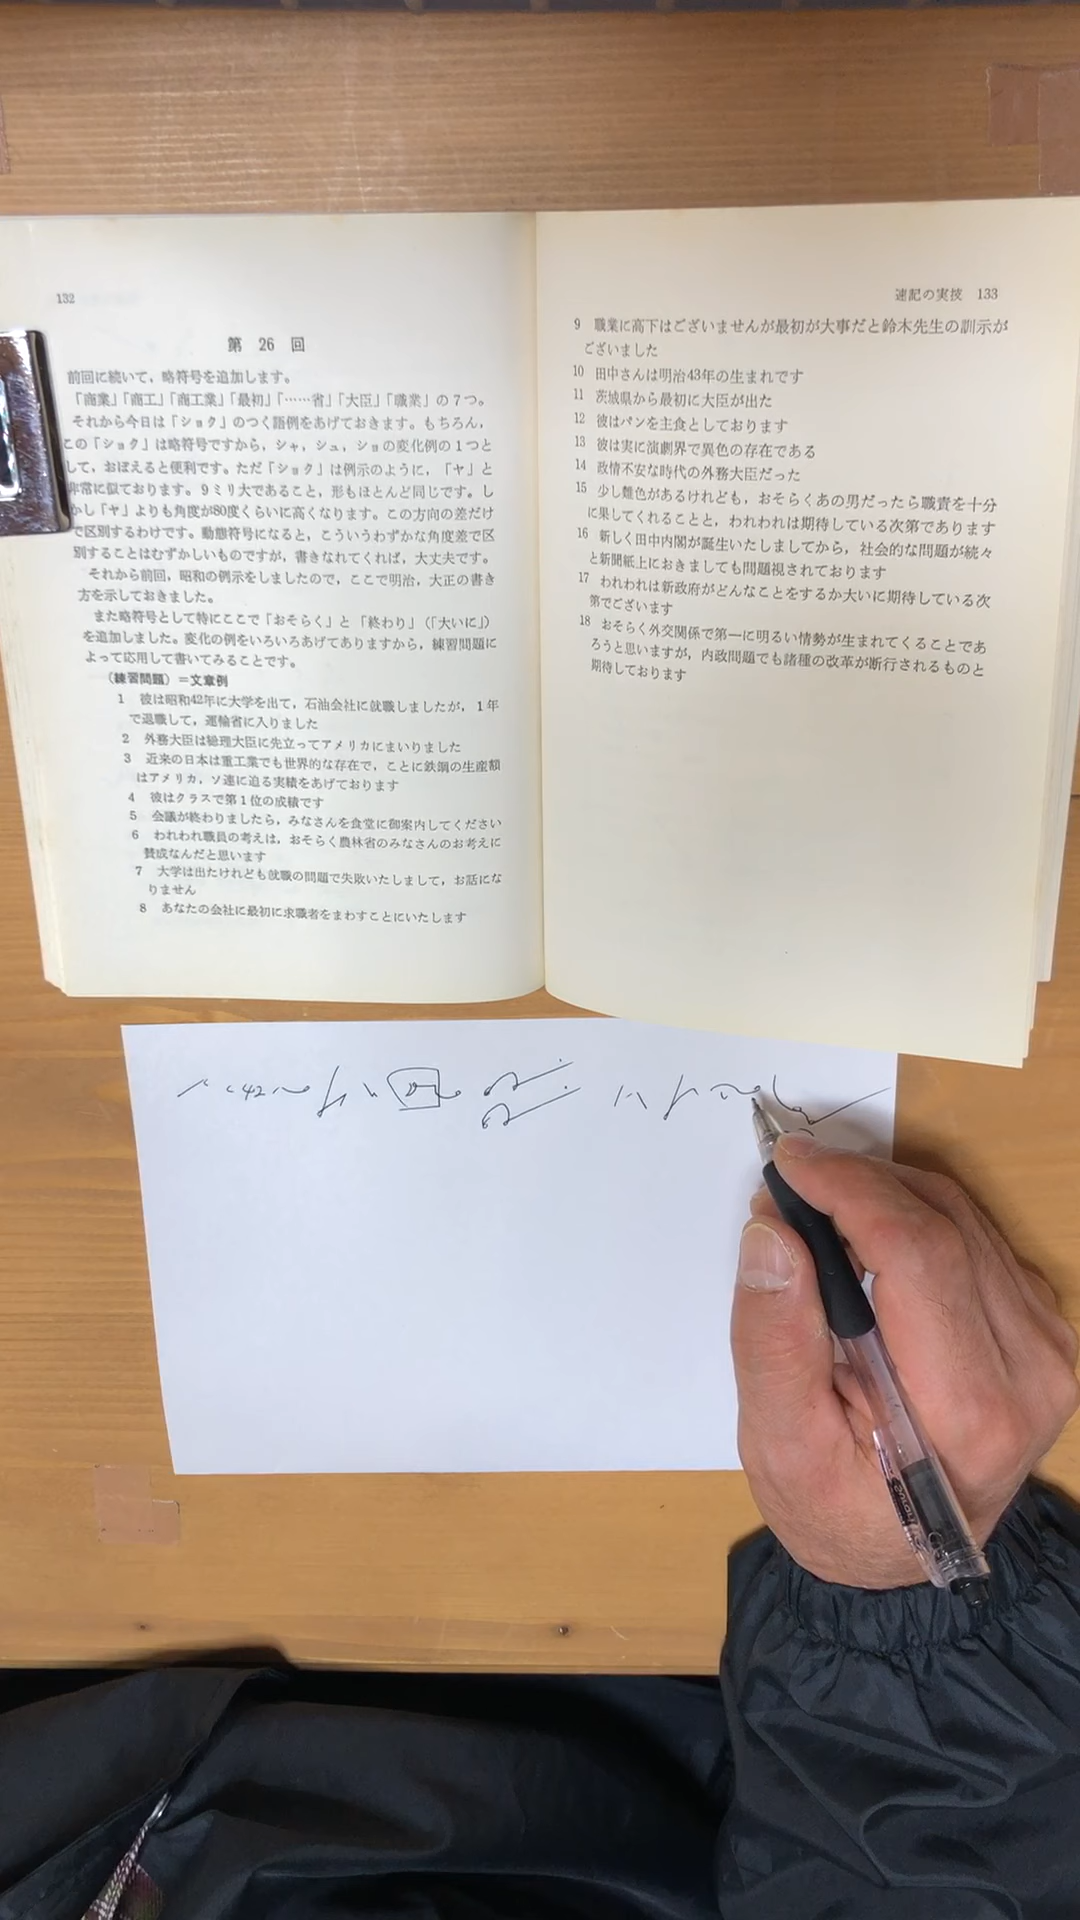 132
第 26 回
前回に続いて，略符号を追加します。
「商業」「商工」「商工業」「最初」「……省」「大臣」「職業」の7つ。
それから今日は「ショク」のつく語例をあげておきます。もちろん，
この「ショク」は略符号ですから，シャ，シュ，ショの変化例の1つと
して，おぼえると便利です。ただ「ショク」は例示のように，「ヤ」と
非常に似ております。9ミリ大であること，形もほとんど同じです。し
かし「ヤ」よりも角度が80度くらいに高くなります。この方向の差だけ
で区別するわけです。動態符号になると，こういうわずかな角度差で区
別することはむずかしいものですが，書きなれてくれば，大丈夫です。
それから前回，昭和の例示をしましたので，ここで明治，大正の書き
方を示しておきました。
また略符号として特にここで「おそらく」と「終わり」（「大いに」）
を追加しました。変化の例をいろいろあげてありますから，練習問題に
よって応用して書いてみることです。
（練習問題）＝文章例
1 彼は昭和42年に大学を出て，石油会社に就職しましたが，1年
で退職して，運輸省に入りました
2 外務大臣は総理大臣に先立ってアメリカにまいりました
3 近来の日本は重工業でも世界的な存在で，ことに鉄鋼の生産額
はアメリカ，ソ連に迫る実績をあげております
4 彼はクラスで第1位の成績です
5 会議が終わりましたら，みなさんを食堂に御案内してください
6 われわれ職員の考えは，おそらく農林省のみなさんのお考えに
賛成なんだと思います
7 大学は出たけれども就職の問題で失敗いたしまして，お話にな
りません
8 あなたの会社に最初に求職者をまわすことにいたします
速記の実技 133
9 職業に高下はございませんが最初が大事だと鈴木先生の訓示が
ございました
10 田中さんは明治43年の生まれです
11 茨城県から最初に大臣が出た
12 彼はパンを主食としております
13 彼は実に演劇界で異色の存在である
14 政情不安な時代の外務大臣だった
15 少し難色があるけれども，おそらくあの男だったら職責を十分
に果してくれることと，われわれは期待している次第であります
16 新しく田中内閣が誕生いたしましてから，社会的な問題が続々
と新聞紙上におきましても問題視されております
17 われわれは新政府がどんなことをするか大いに期待している次
第でございます
18 おそらく外交関係で第一に明るい情勢が生まれてくることであ
ろうと思いますが，内政問題でも諸種の改革が断行されるものと
期待しております
42